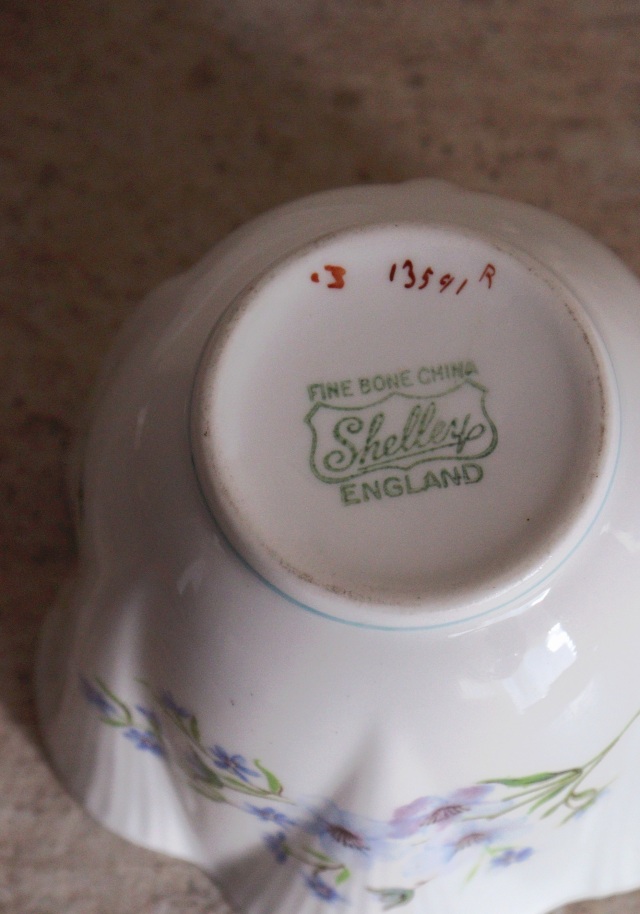 .3 13591 R
FINE BONE CHINA
Shelley
ENGLAND